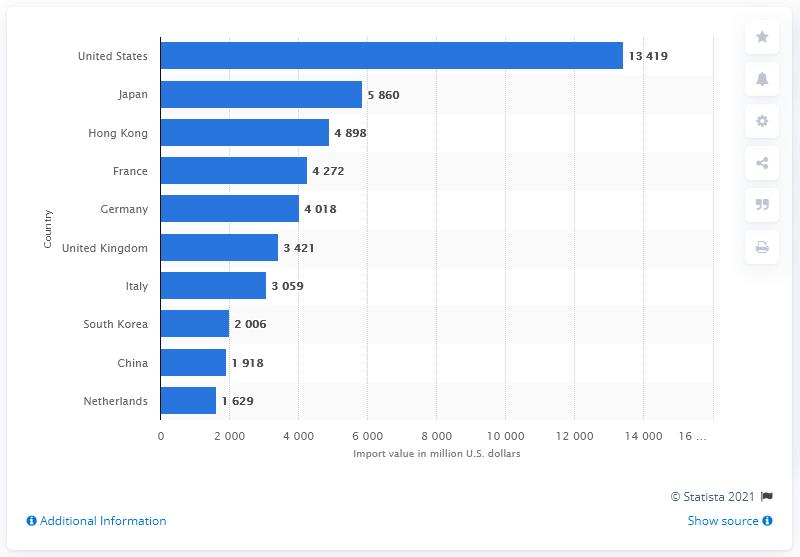 United States 13 419
Japan 5 860
Hong Kong 4 898
France 4 272
Germany 4 018
United Kingdom 3 421
Italy 3 059
South Korea 2 006
China 1 918
Netherlands 1 629
Country
0 2 000 4 000 6 000 8 000 10 000 12 000 14 000 16 ...
Import value in million U.S. dollars
© Statista 2021
Additional Information
Show source